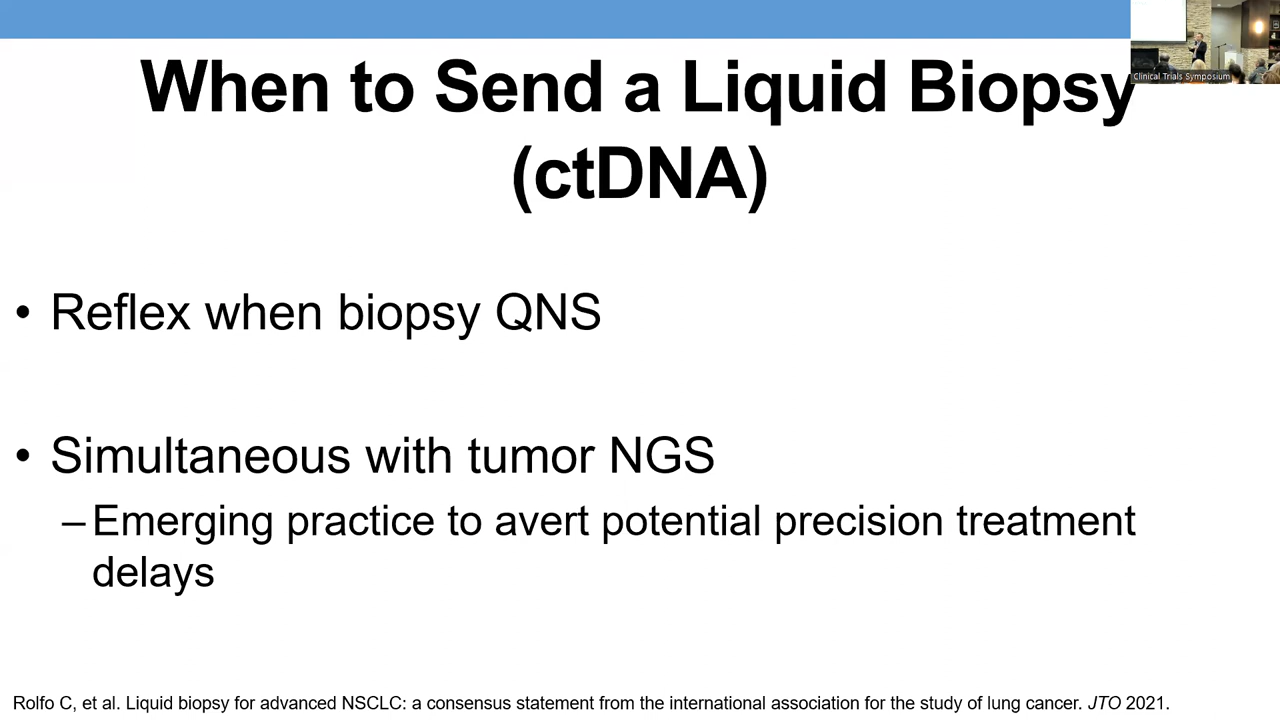 Clinical Trials Symposium
When to Send a Liquid Biopsy
(ctDNA)
• Reflex when biopsy QNS
• Simultaneous with tumor NGS
–Emerging practice to avert potential precision treatment
delays
Rolfo C, et al. Liquid biopsy for advanced NSCLC: a consensus statement from the international association for the study of lung cancer. JTO 2021.